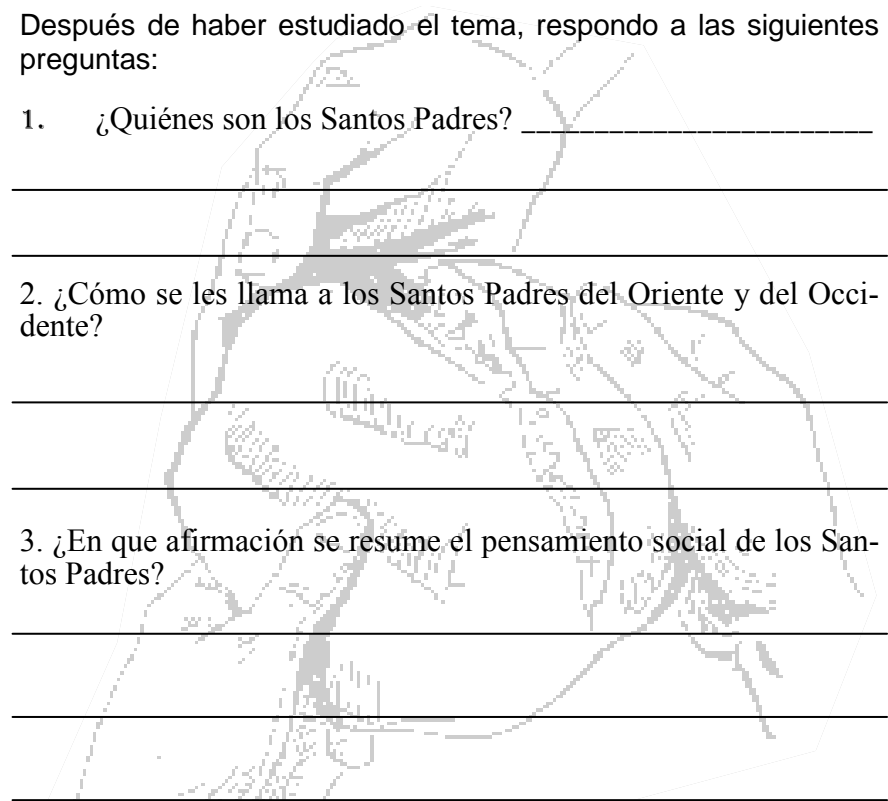 Después de haber estudiado el tema, respondo a las siguientes
preguntas:
1. ¿Quiénes son los Santos Padres? ________________________
2. ¿Cómo se les llama a los Santos Padres del Oriente y del Occi-
dente?
3. ¿En que afirmación se resume el pensamiento social de los San-
tos Padres?